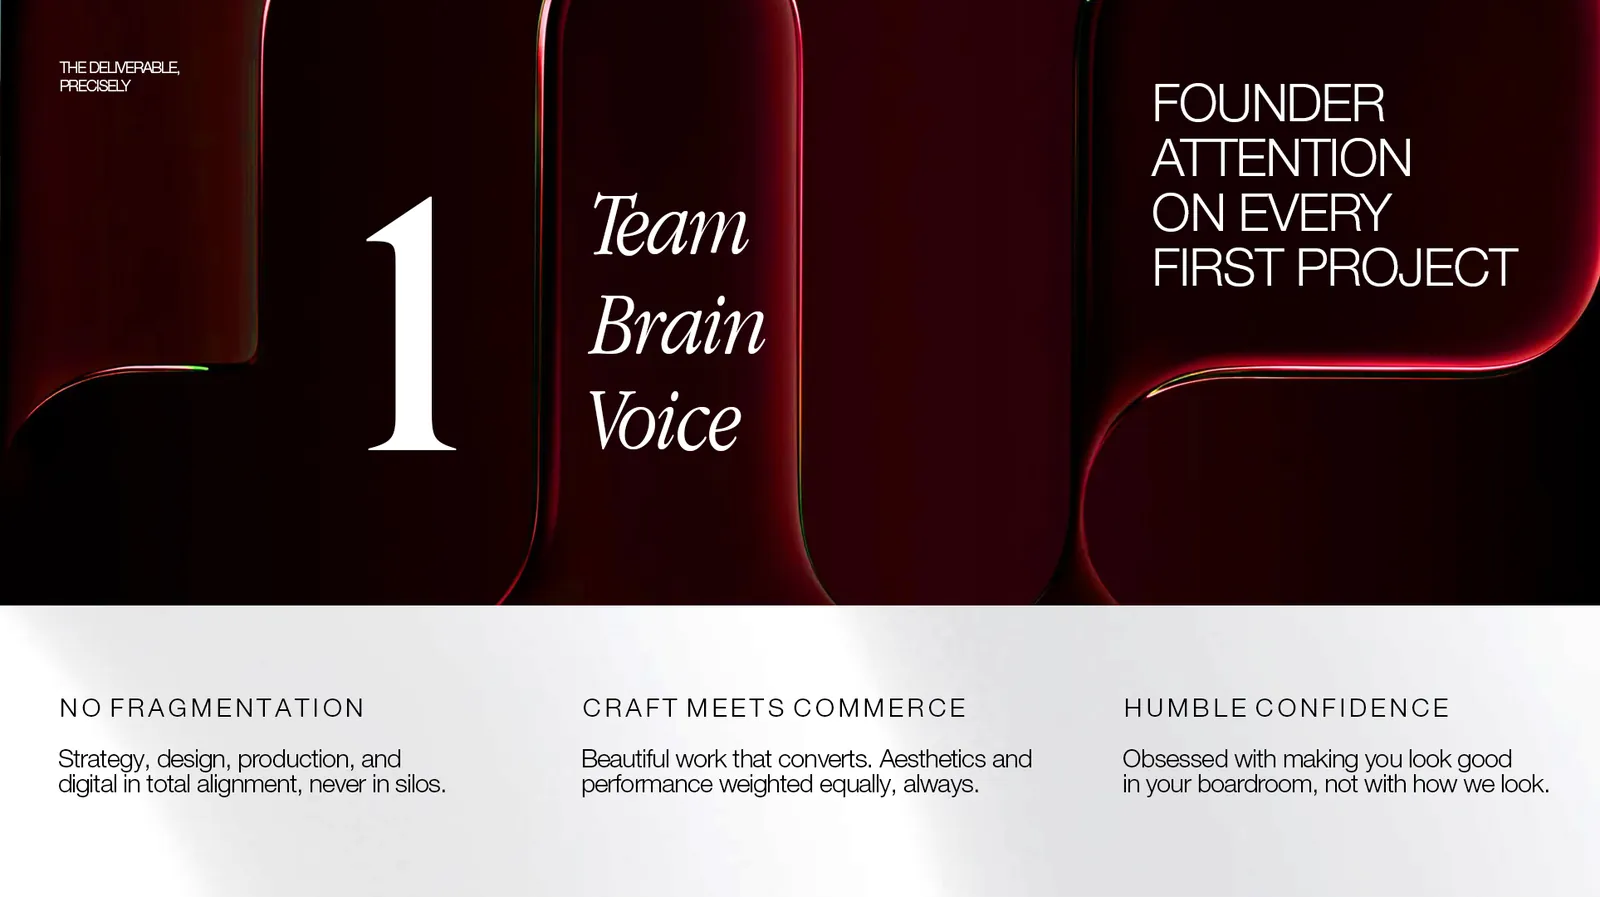 THE DELIVERABLE,
PRECISELY
1
Team
Brain
Voice
FOUNDER
ATTENTION
ON EVERY
FIRST PROJECT
NO FRAGMENTATION
Strategy, design, production, and
digital in total alignment, never in silos.
CRAFT MEETS COMMERCE
Beautiful work that converts. Aesthetics and
performance weighted equally, always.
HUMBLE CONFIDENCE
Obsessed with making you look good
in your boardroom, not with how we look.